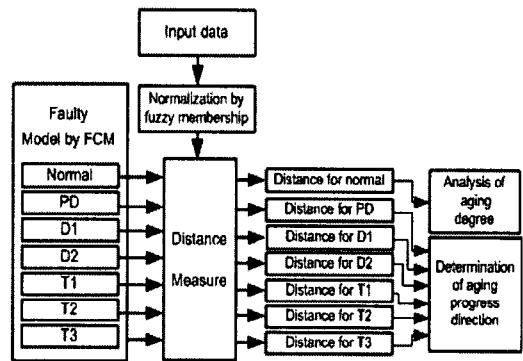 Input data
Normalization by
fuzzy membership
Faulty
Model by FCM
Normal
PD
D1
D2
T1
T2
T3
Distance
Measure
Distance for normal
Distance for PD
Distance for D1
Distance for D2
Distance for T1
Distance for T2
Distance for T3
Analysis of
aging
degree
Determination
of aging
progress
direction